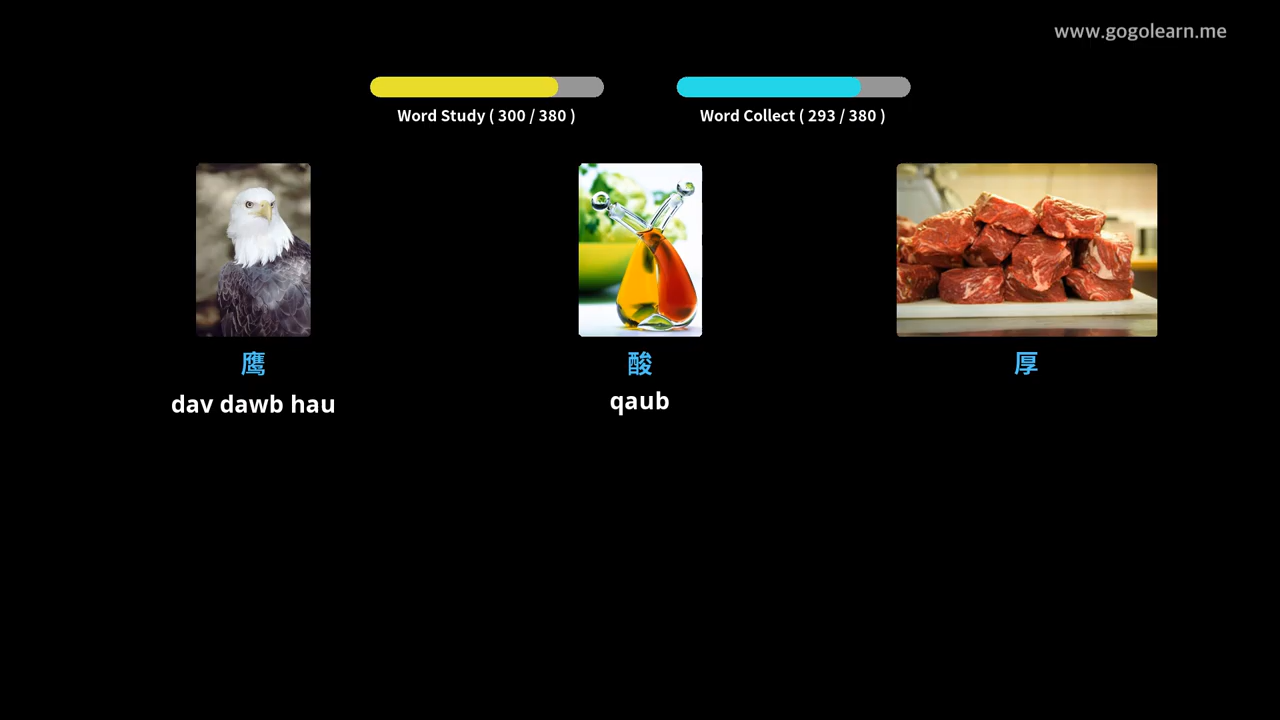 www.gogolearn.me
Word Study ( 300 / 380 )
Word Collect ( 293 / 380 )
鹰
酸
厚
dav dawb hau
qaub